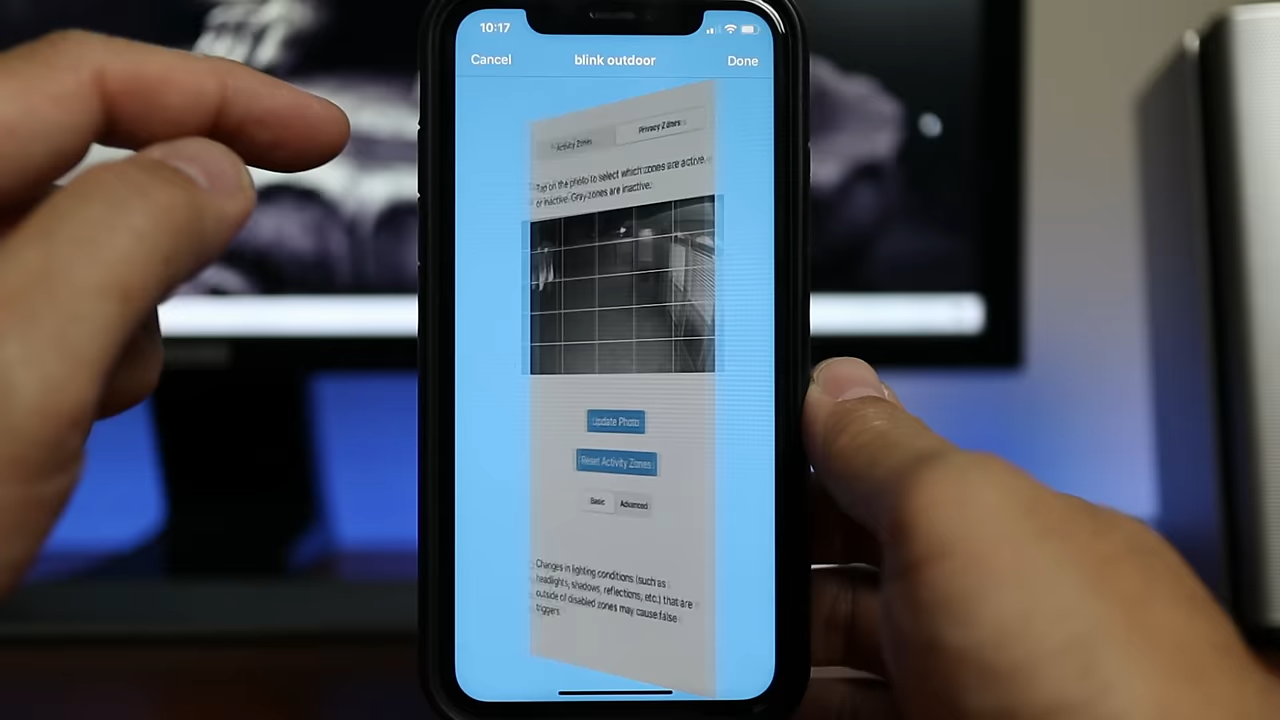 10:17
Cancel blink outdoor Done
Activity Zones Privacy Zones
Tap on the photo to select which zones are active
or inactive. Gray zones are inactive.
Update Photo
Reset Activity Zones
Basic Advanced
Changes in lighting conditions (such as
headlights, shadows, reflections, etc.) that are
outside of disabled zones may cause false
triggers.